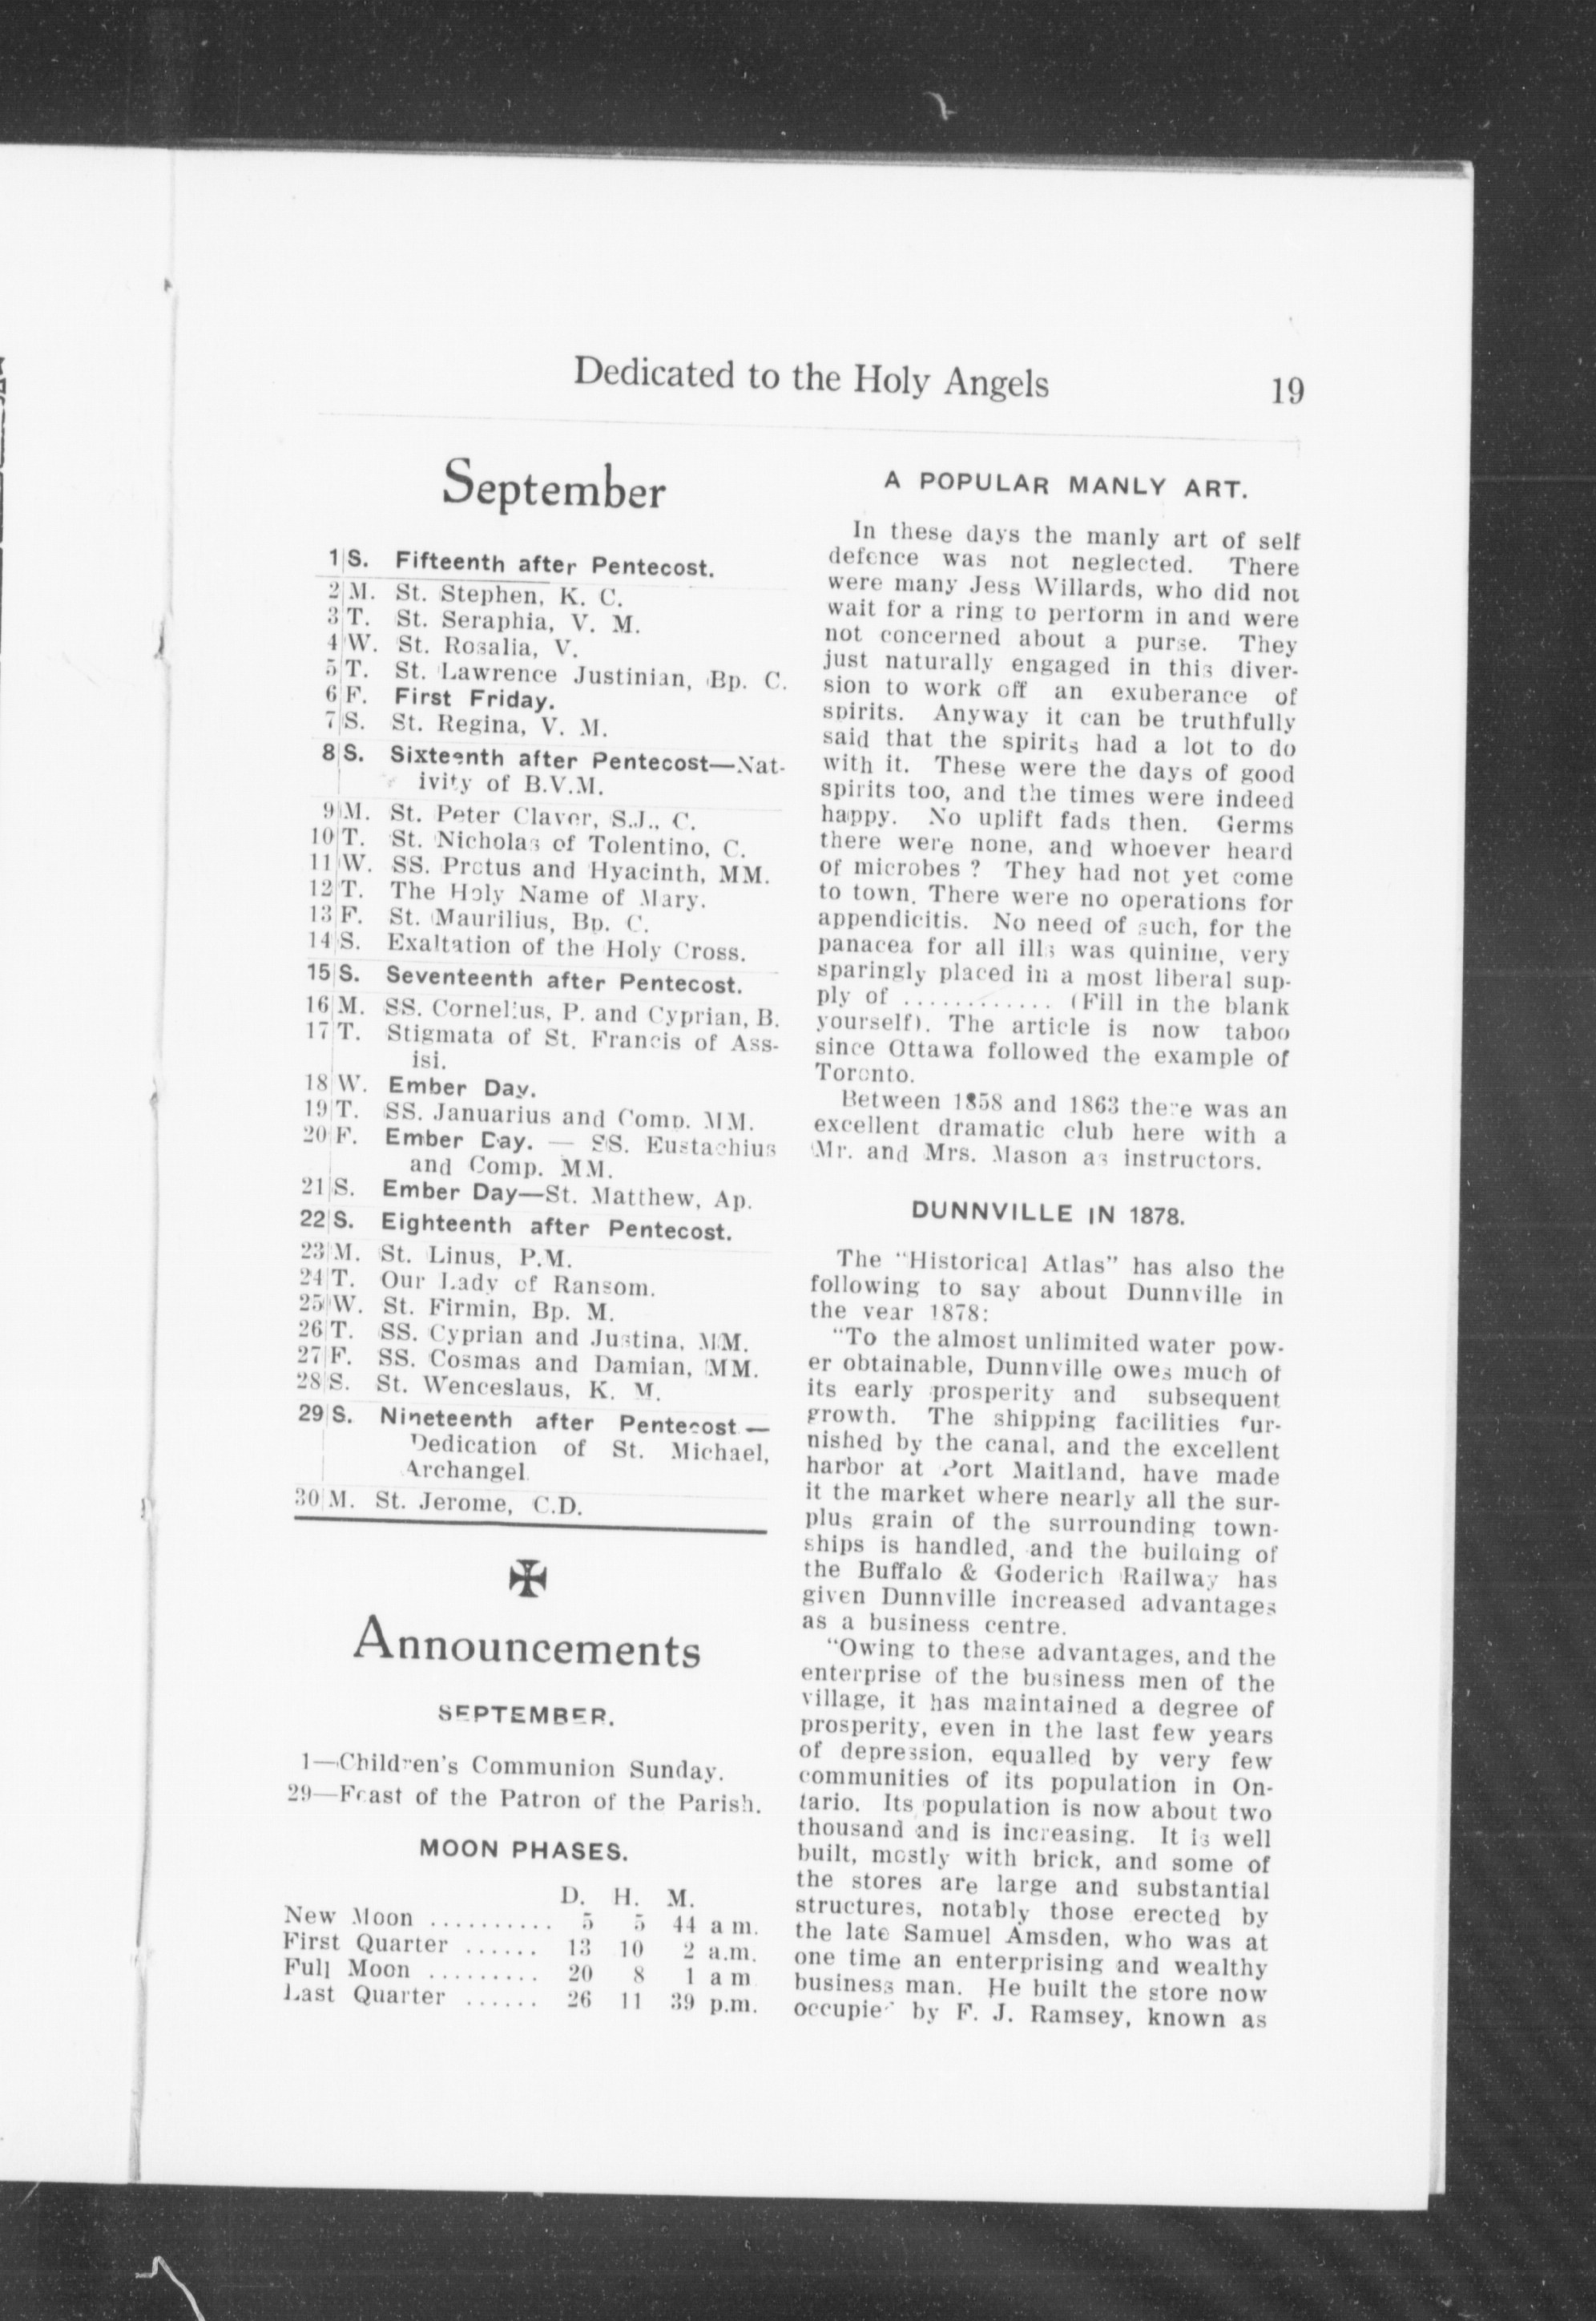 Dedicated to the Holy Angels
19
September
1 S. Fifteenth after Pentecost.
2 M. St. Stephen, K. C.
3 T. St. Seraphia, V. M.
4 W. St. Rosalia, V.
5 T. St. Lawrence Justinian, Bp. C.
6 F. First Friday.
7 S. St. Regina, V. M.
8 S. Sixteenth after Pentecost—Nat-
ivity of B.V.M.
9 M. St. Peter Claver, S.J., C.
10 T. St. Nicholas of Tolentino, C.
11 W. SS. Protus and Hyacinth, MM.
12 T. The Holy Name of Mary.
13 F. St. Maurilius, Bp. C.
14 S. Exaltation of the Holy Cross.
15 S. Seventeenth after Pentecost.
16 M. SS. Cornelius, P. and Cyprian, B.
17 T. Stigmata of St. Francis of Ass-
isi.
18 W. Ember Day.
19 T. SS. Januarius and Comp. MM.
20 F. Ember Day. — SS. Eustachius
and Comp. MM.
21 S. Ember Day—St. Matthew, Ap.
22 S. Eighteenth after Pentecost.
23 M. St. Linus, P.M.
24 T. Our Lady of Ransom.
25 W. St. Firmin, Bp. M.
26 T. SS. Cyprian and Justina, MM.
27 F. SS. Cosmas and Damian, MM.
28 S. St. Wenceslaus, K. M.
29 S. Nineteenth after Pentecost —
Dedication of St. Michael,
Archangel.
30 M. St. Jerome, C.D.
Announcements
SEPTEMBER.
1—Children's Communion Sunday.
29—Feast of the Patron of the Parish.
MOON PHASES.
D. H. M.
New Moon .......... 5 5 44 a m.
First Quarter ...... 13 10 2 a.m.
Full Moon ......... 20 8 1 a m
Last Quarter ...... 26 11 39 p.m.
A POPULAR MANLY ART.
In these days the manly art of self
defence was not neglected. There
were many Jess Willards, who did not
wait for a ring to perform in and were
not concerned about a purse. They
just naturally engaged in this diver-
sion to work off an exuberance of
spirits. Anyway it can be truthfully
said that the spirits had a lot to do
with it. These were the days of good
spirits too, and the times were indeed
happy. No uplift fads then. Germs
there were none, and whoever heard
of microbes ? They had not yet come
to town. There were no operations for
appendicitis. No need of such, for the
panacea for all ills was quinine, very
sparingly placed in a most liberal sup-
ply of ............ (Fill in the blank
yourself). The article is now taboo
since Ottawa followed the example of
Toronto.
Between 1858 and 1863 there was an
excellent dramatic club here with a
Mr. and Mrs. Mason as instructors.
DUNNVILLE IN 1878.
The "Historical Atlas" has also the
following to say about Dunnville in
the year 1878:
"To the almost unlimited water pow-
er obtainable, Dunnville owes much of
its early prosperity and subsequent
growth. The shipping facilities fur-
nished by the canal, and the excellent
harbor at Port Maitland, have made
it the market where nearly all the sur-
plus grain of the surrounding town-
ships is handled, and the building of
the Buffalo & Goderich Railway has
given Dunnville increased advantages
as a business centre.
"Owing to these advantages, and the
enterprise of the business men of the
village, it has maintained a degree of
prosperity, even in the last few years
of depression, equalled by very few
communities of its population in On-
tario. Its population is now about two
thousand and is increasing. It is well
built, mostly with brick, and some of
the stores are large and substantial
structures, notably those erected by
the late Samuel Amsden, who was at
one time an enterprising and wealthy
business man. He built the store now
occupied by F. J. Ramsey, known as